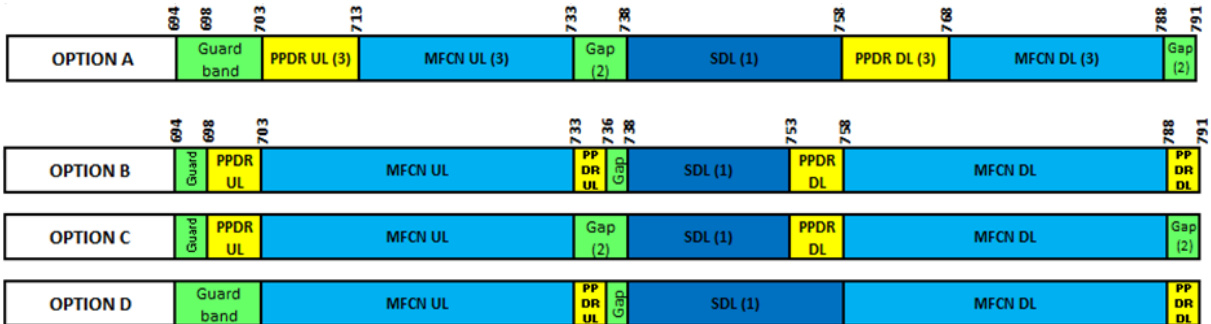 694 698 703 713 733 738 758 768 788 791
OPTION A Guard band PPDR UL (3) MFCN UL (3) Gap (2) SDL (1) PPDR DL (3) MFCN DL (3) Gap (2)
694 698 703 733 736 738 753 758 788 791
OPTION B Guard PPDR UL MFCN UL PP DR UL Gap SDL (1) PPDR DL MFCN DL PP DR DL
OPTION C Guard PPDR UL MFCN UL Gap (2) SDL (1) PPDR DL MFCN DL Gap (2)
OPTION D Guard band MFCN UL PP DR UL Gap SDL (1) MFCN DL PP DR DL